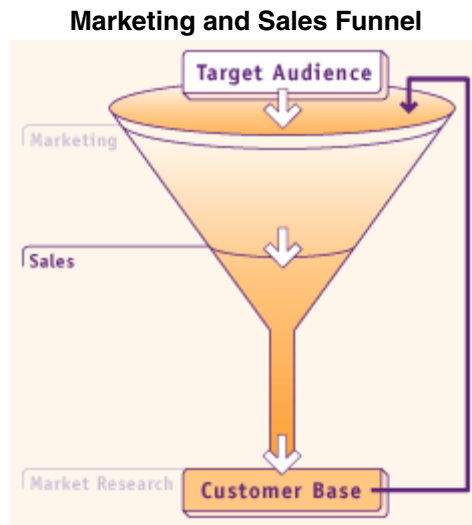 Marketing and Sales Funnel
Target Audience
Marketing
Sales
Market Research
Customer Base